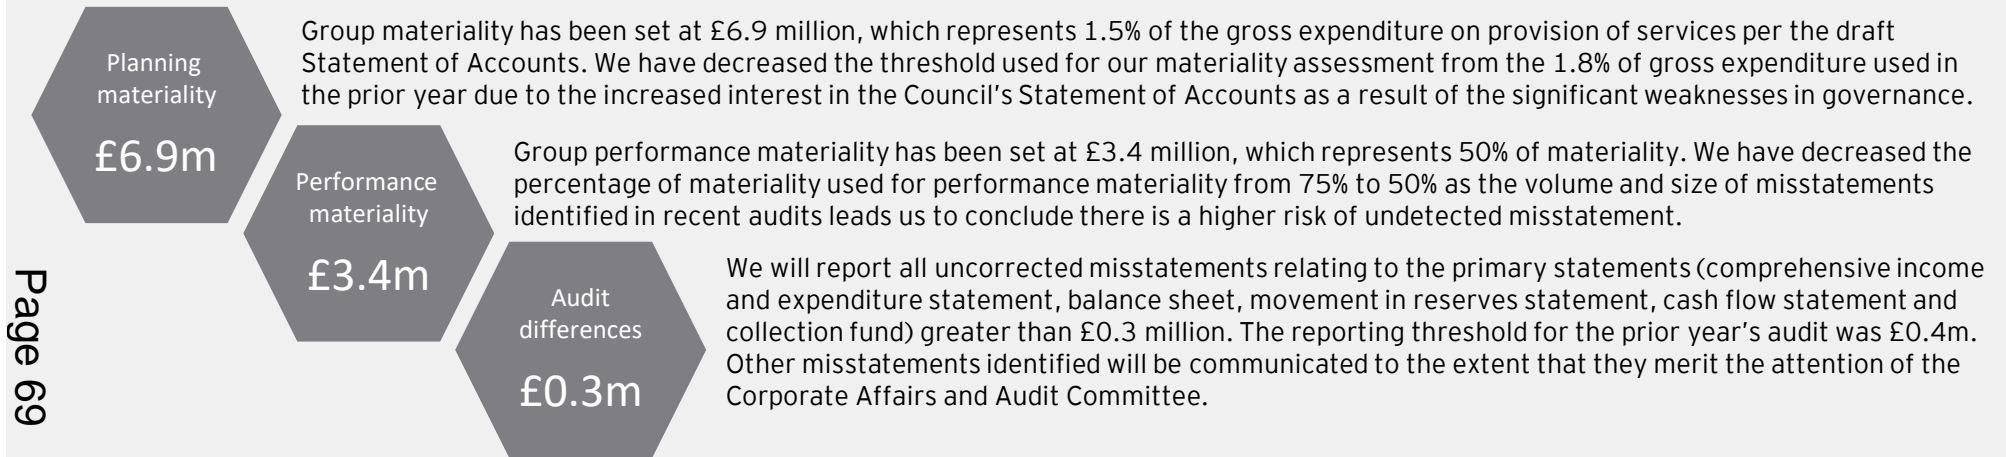 Planning
materiality
£6.9m
Group materiality has been set at £6.9 million, which represents 1.5% of the gross expenditure on provision of services per the draft
Statement of Accounts. We have decreased the threshold used for our materiality assessment from the 1.8% of gross expenditure used in
the prior year due to the increased interest in the Council's Statement of Accounts as a result of the significant weaknesses in governance.
Performance
materiality
£3.4m
Group performance materiality has been set at £3.4 million, which represents 50% of materiality. We have decreased the
percentage of materiality used for performance materiality from 75% to 50% as the volume and size of misstatements
identified in recent audits leads us to conclude there is a higher risk of undetected misstatement.
Audit
differences
£0.3m
We will report all uncorrected misstatements relating to the primary statements (comprehensive income
and expenditure statement, balance sheet, movement in reserves statement, cash flow statement and
collection fund) greater than £0.3 million. The reporting threshold for the prior year's audit was £0.4m.
Other misstatements identified will be communicated to the extent that they merit the attention of the
Corporate Affairs and Audit Committee.
Page 69